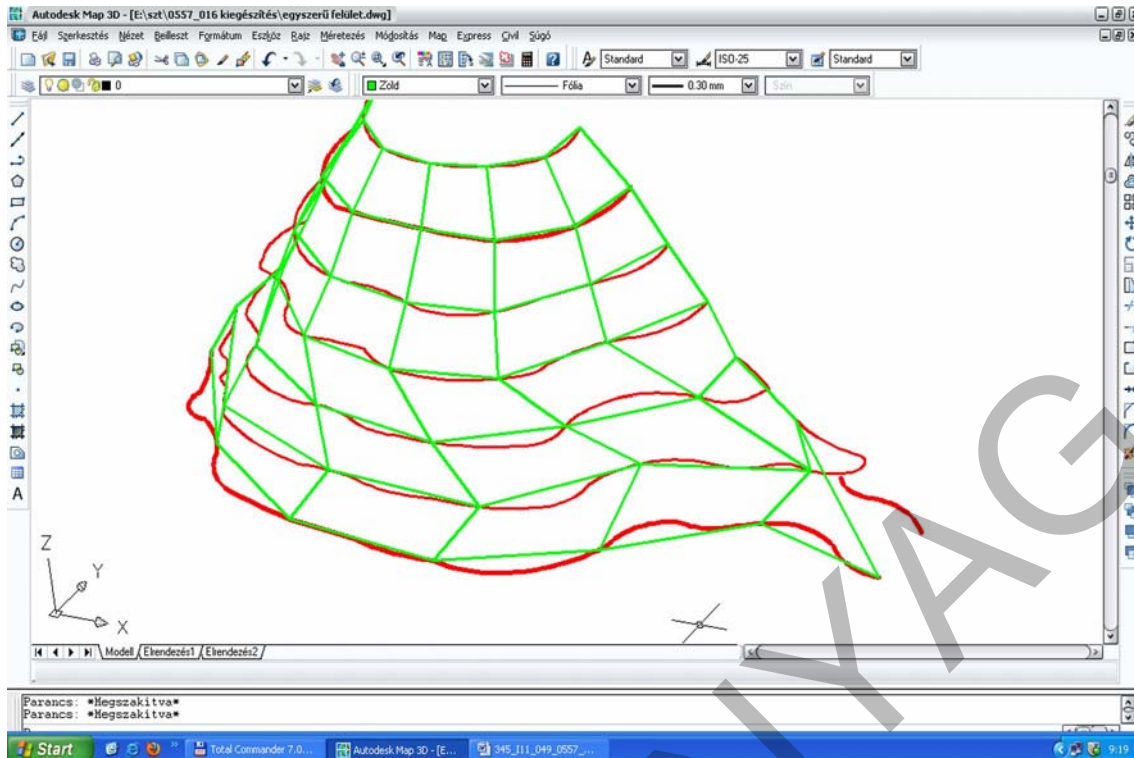 Autodesk Map 3D - [E:\szt\0557_016 kiegészítés\egyszerű felület.dwg]
Fájl Szerkesztés Nézet Beilleszt Formátum Eszköz Rajz Méretezés Módosítás Map Express Civil Súgó
Standard ISO-25 Standard
0 Zöld Fólia 0.30 mm Szín
A
Z
Y
X
Modell Elrendezés1 Elrendezés2
Parancs: *Megszakítva*
Parancs: *Megszakítva*
Start Total Commander 7.0... Autodesk Map 3D - [E... 345_I11_049_0557_... 9:19
NYAG